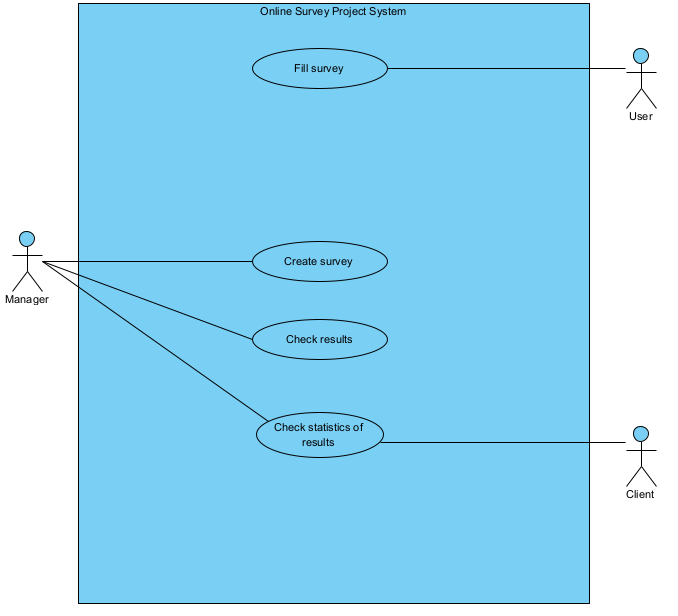 Online Survey Project System
Fill survey
User
Create survey
Manager
Check results
Check statistics of
results
Client